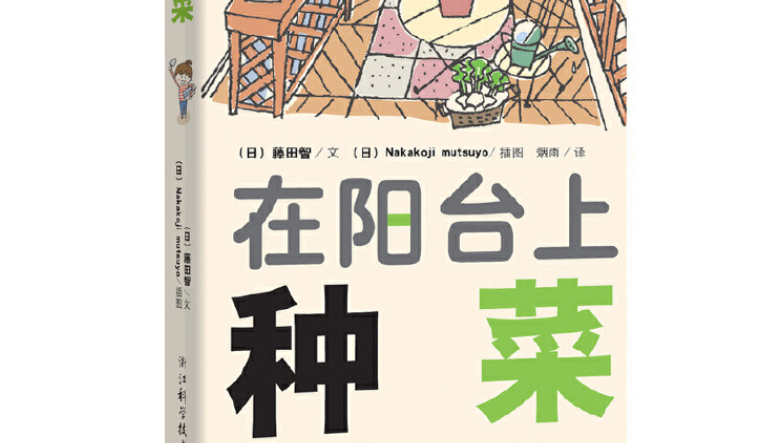 菜
(日) 藤田智/文 (日) Nakakoji mutsuyo/插图 烟雨/译
在阳台上
种 菜
(日) Nakakoji mutsuyo/插图
(日) 藤田智/文
浙江科学技